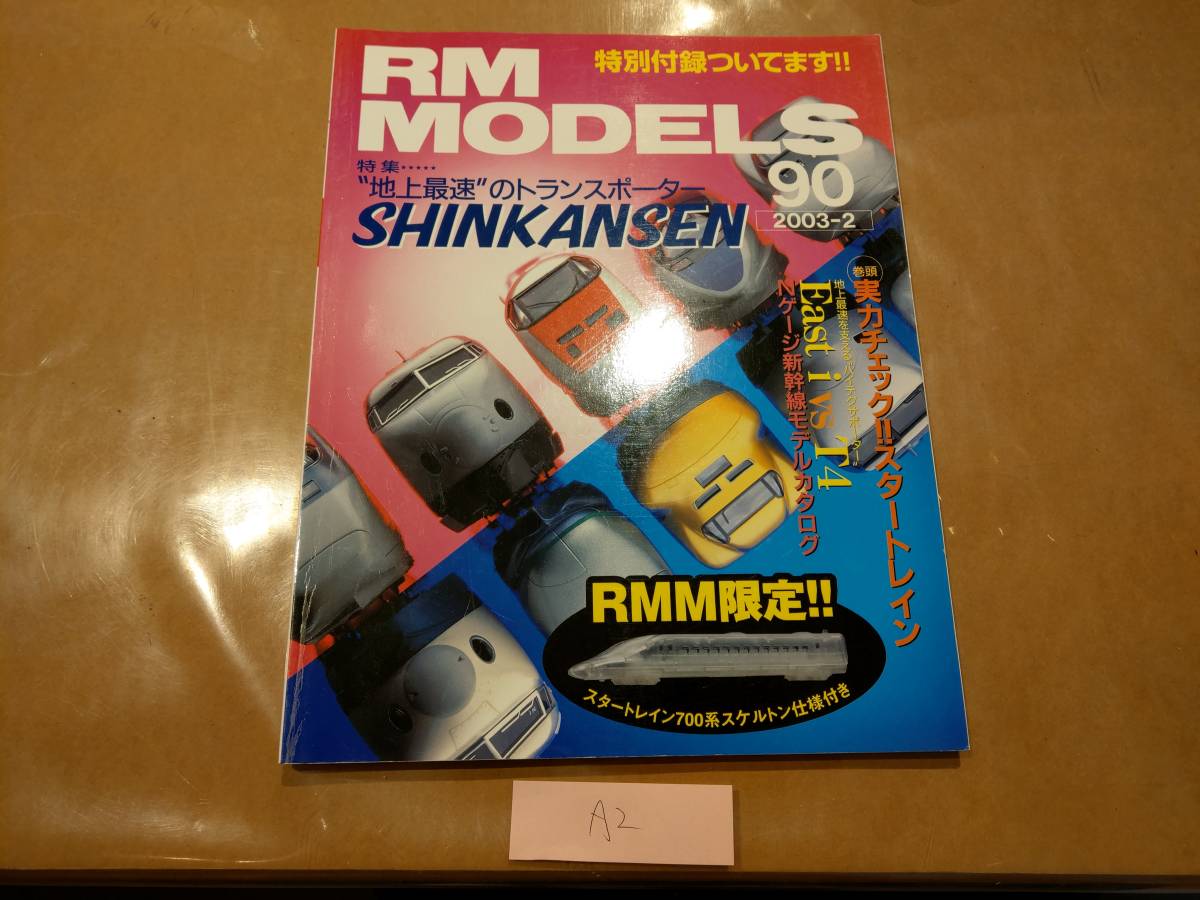 特別付録ついてます!!
RM
MODELS
90
2003-2
特集･････
“地上最速”のトランスポーター
SHINKANSEN
巻頭
実力チェック!!スタートレイン
地上最速を支える“ハイテクサポーター”
East i vs T4
Nゲージ新幹線モデルカタログ
RMM限定!!
スタートレイン700系スケルトン仕様付き
A2